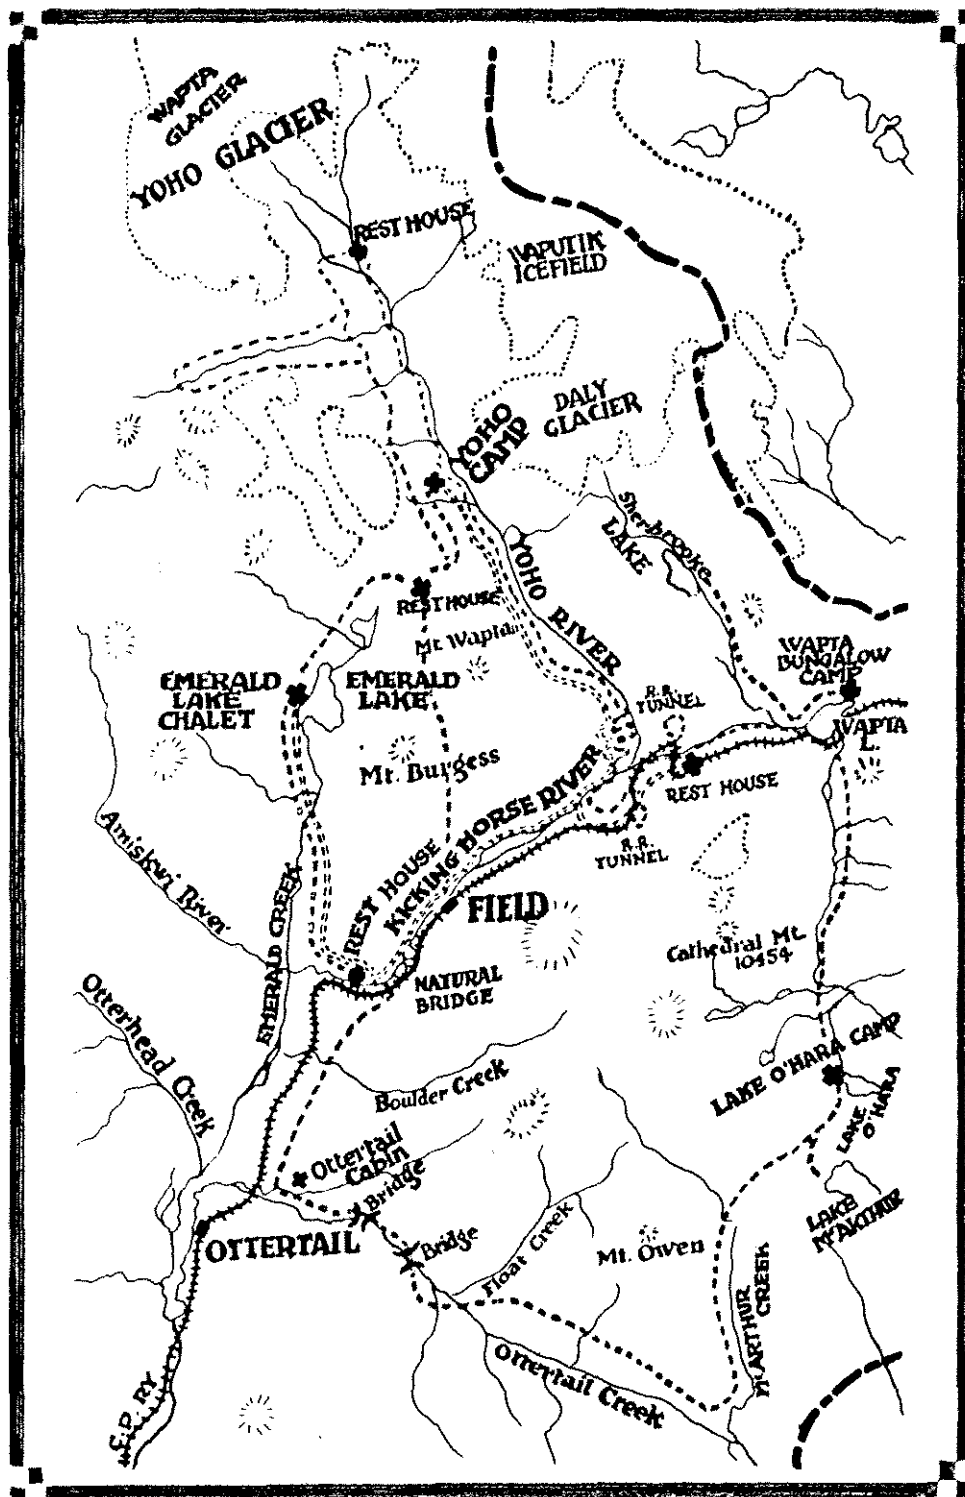 WAPTA
GLACIER
YOHO GLACIER
REST HOUSE
WAPUTIK
ICEFIELD
DALY
GLACIER
YOHO
CAMP
Sherbrooke
LAKE
YOHO RIVER
REST HOUSE
Mt. Wapta
WAPTA
BUNGALOW
CAMP
EMERALD
LAKE
CHALET
EMERALD
LAKE
R.R.
TUNNEL
WAPTA
L.
Mt. Burgess
REST HOUSE
KICKING HORSE RIVER
REST HOUSE
R.R.
TUNNEL
Amiskwi River
FIELD
EMERALD CREEK
Cathedral Mt.
10454
NATURAL
BRIDGE
Otterhead Creek
LAKE O'HARA CAMP
Boulder Creek
LAKE
O'HARA
Ottertail
Cabin
Bridge
LAKE
McARTHUR
OTTERTAIL
Bridge
Float Creek
Mt. Owen
McARTHUR
CREEK
Ottertail Creek
C.P. RY